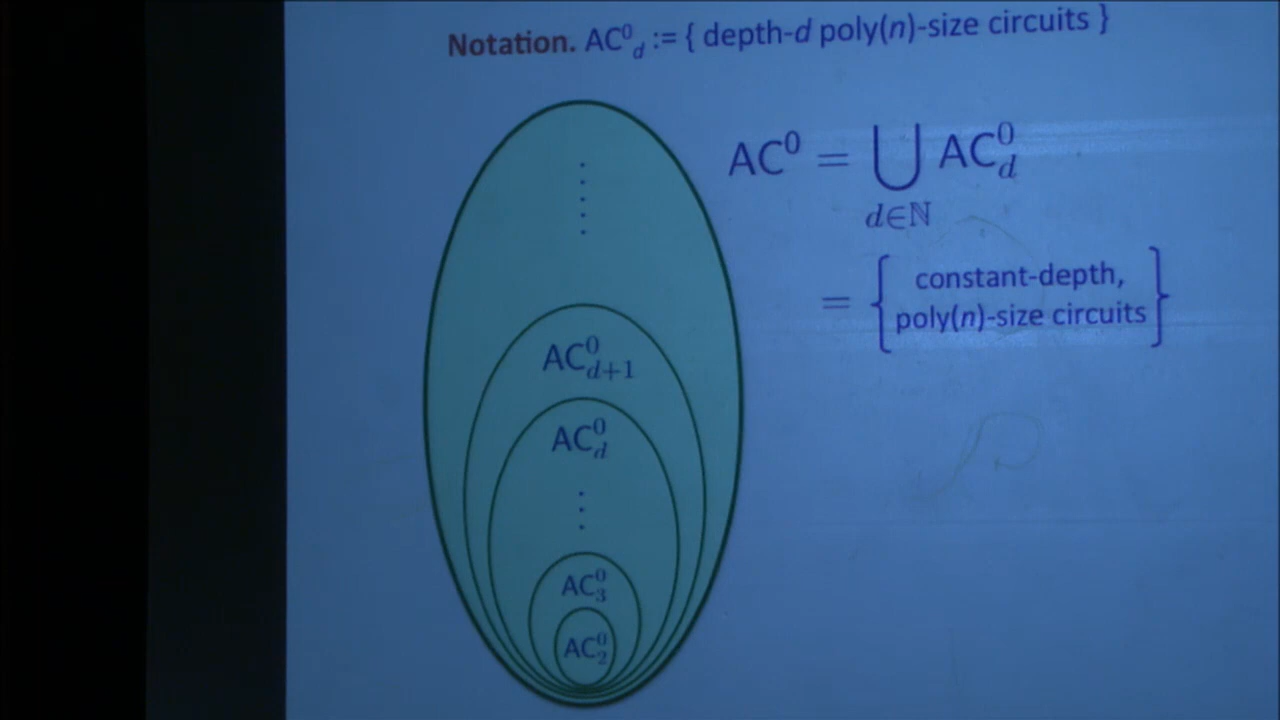 Notation. AC⁰_d := { depth-d poly(n)-size circuits }
AC⁰ = ⋃ AC⁰_d
d∈ℕ
= { constant-depth,
poly(n)-size circuits }
⋮
AC⁰_{d+1}
AC⁰_d
⋮
AC⁰_3
AC⁰_2